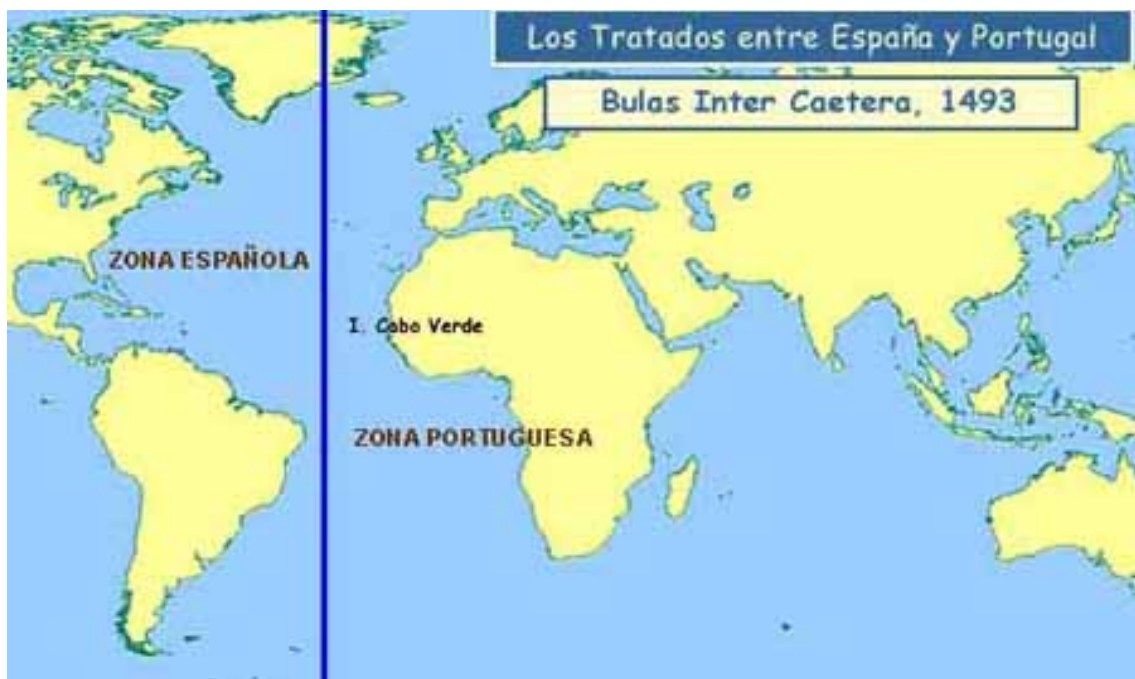 Los Tratados entre España y Portugal
Bulas Inter Caetera, 1493
ZONA ESPAÑOLA
I. Cabo Verde
ZONA PORTUGUESA